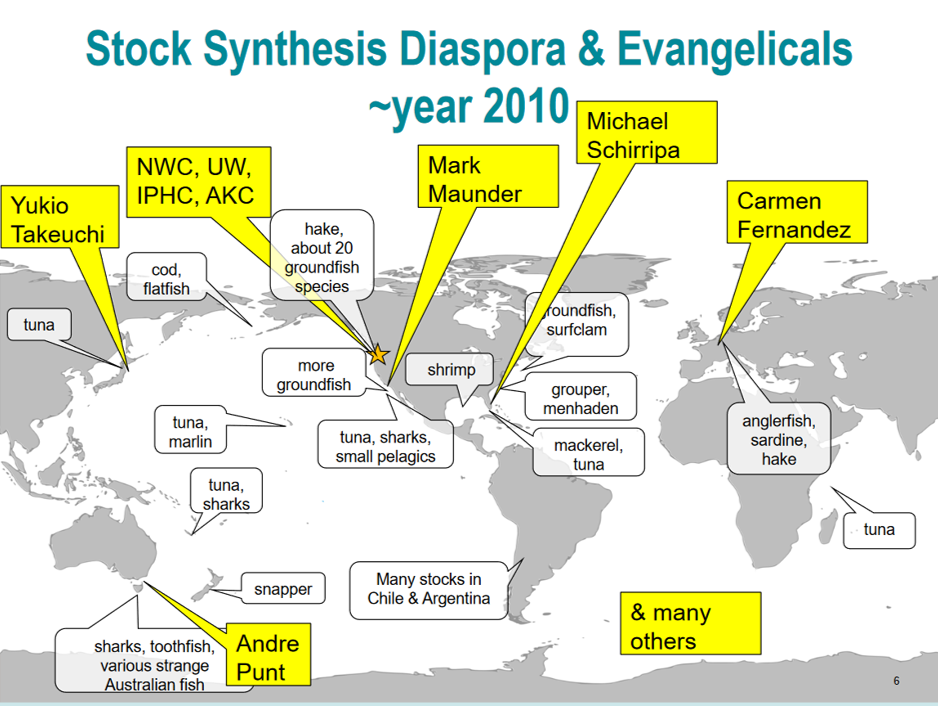 Stock Synthesis Diaspora & Evangelicals
~year 2010
Michael
Schirripa
NWC, UW,
IPHC, AKC
Mark
Maunder
Yukio
Takeuchi
Carmen
Fernandez
hake,
about 20
groundfish
species
cod,
flatfish
tuna
roundfish,
surfclam
more
groundfish
shrimp
grouper,
menhaden
tuna,
marlin
tuna, sharks,
small pelagics
mackerel,
tuna
anglerfish,
sardine,
hake
tuna,
sharks
tuna
snapper
Many stocks in
Chile & Argentina
& many
others
sharks, toothfish,
various strange
Australian fish
Andre
Punt
6